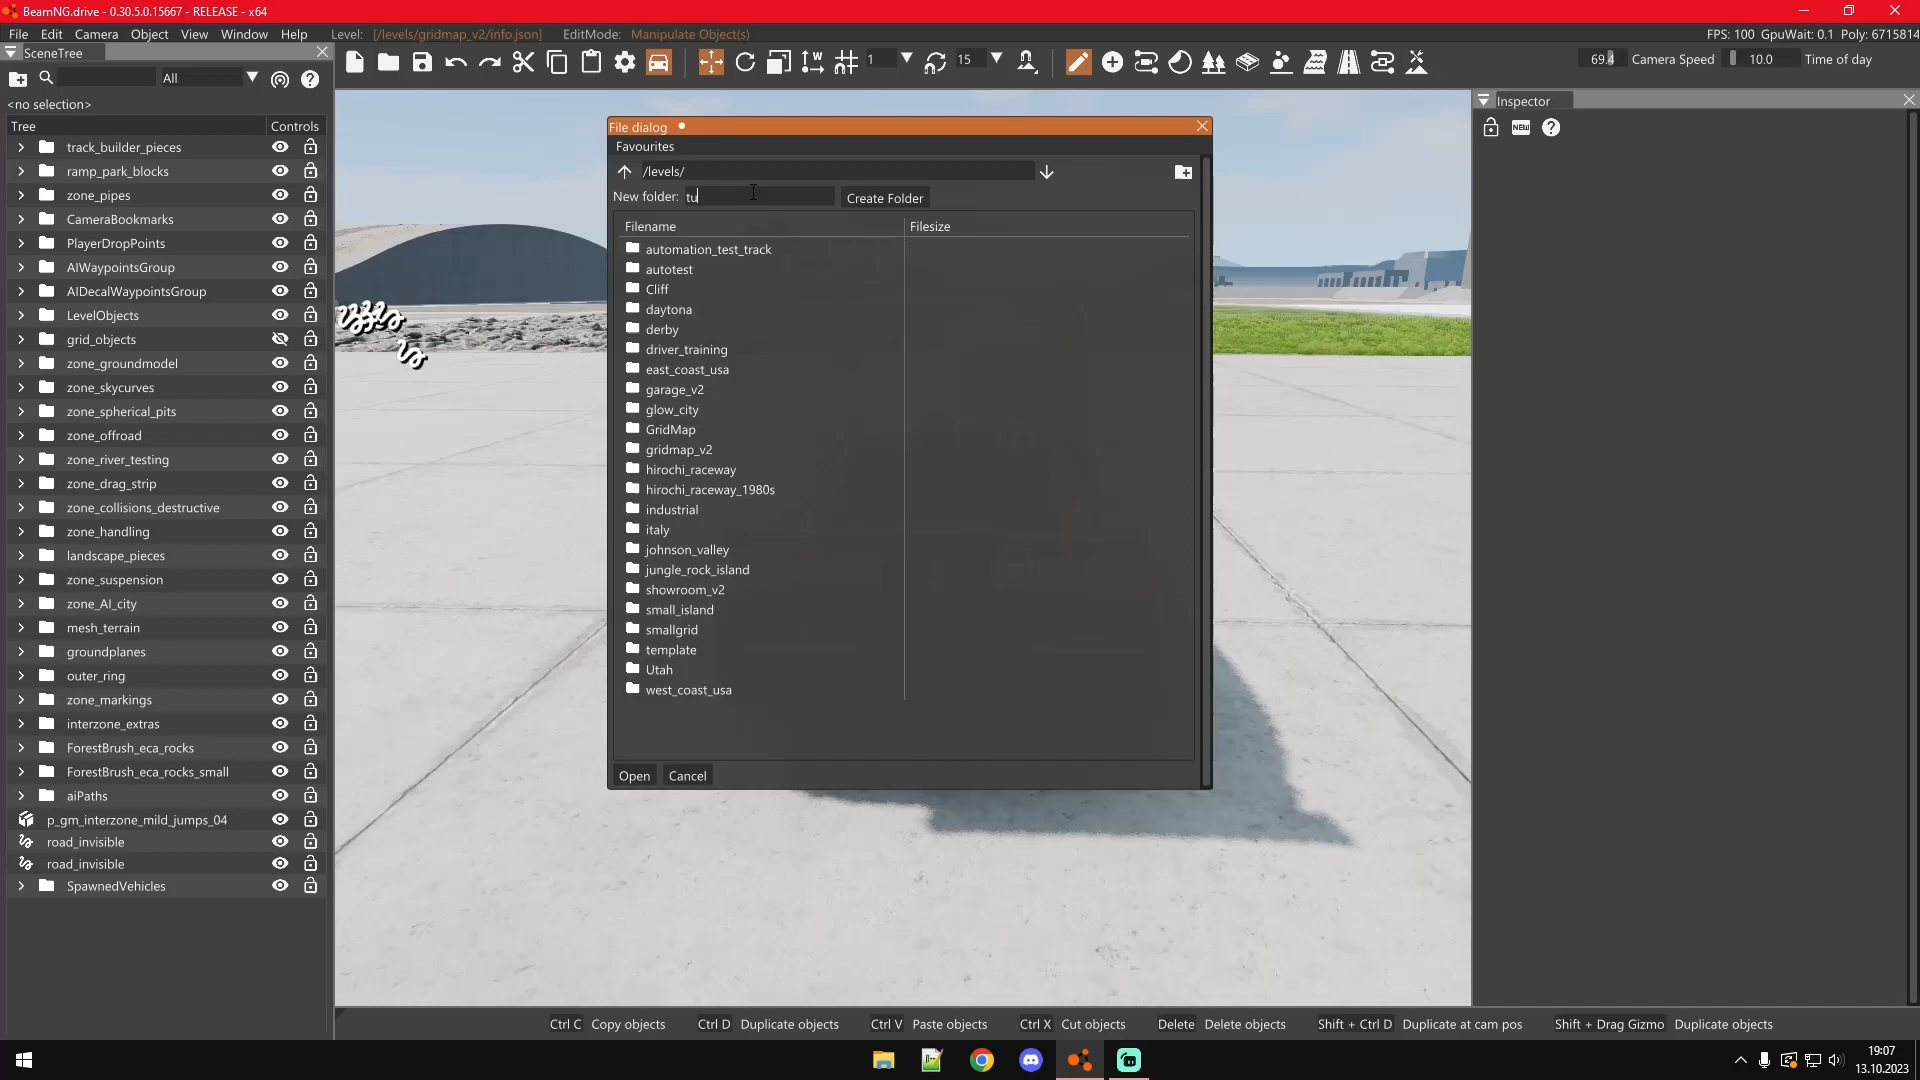 BeamNG.drive - 0.30.5.0.15667 - RELEASE - x64
File Edit Camera Object View Window Help Level: [/levels/gridmap_v2/info.json] EditMode: Manipulate Object(s) FPS: 100 GpuWait: 0.1 Poly: 6715814
SceneTree
1 15 69.4 Camera Speed 10.0 Time of day
All
<no selection>
Inspector
NEW
Tree Controls
track_builder_pieces
ramp_park_blocks
zone_pipes
CameraBookmarks
PlayerDropPoints
AIWaypointsGroup
AIDecalWaypointsGroup
LevelObjects
grid_objects
zone_groundmodel
zone_skycurves
zone_spherical_pits
zone_offroad
zone_river_testing
zone_drag_strip
zone_collisions_destructive
zone_handling
landscape_pieces
zone_suspension
zone_AI_city
mesh_terrain
groundplanes
outer_ring
zone_markings
interzone_extras
ForestBrush_eca_rocks
ForestBrush_eca_rocks_small
aiPaths
p_gm_interzone_mild_jumps_04
road_invisible
road_invisible
SpawnedVehicles
File dialog
Favourites
/levels/
New folder: tu Create Folder
Filename Filesize
automation_test_track
autotest
Cliff
daytona
derby
driver_training
east_coast_usa
garage_v2
glow_city
GridMap
gridmap_v2
hirochi_raceway
hirochi_raceway_1980s
industrial
italy
johnson_valley
jungle_rock_island
showroom_v2
small_island
smallgrid
template
Utah
west_coast_usa
Open Cancel
Ctrl C Copy objects Ctrl D Duplicate objects Ctrl V Paste objects Ctrl X Cut objects Delete Delete objects Shift + Ctrl D Duplicate at cam pos Shift + Drag Gizmo Duplicate objects
19:07
13.10.2023